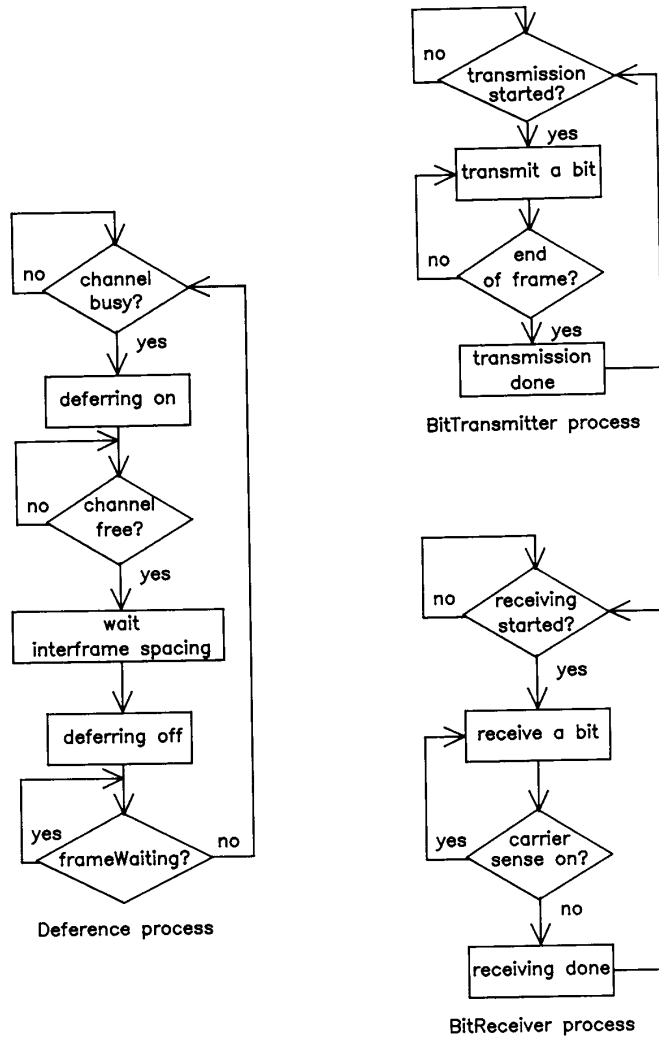 no
channel
busy?
yes
deferring on
no
channel
free?
yes
wait
interframe spacing
deferring off
yes
frameWaiting?
no
Deference process
no
transmission
started?
yes
transmit a bit
no
end
of frame?
yes
transmission
done
BitTransmitter process
no
receiving
started?
yes
receive a bit
yes
carrier
sense on?
no
receiving done
BitReceiver process